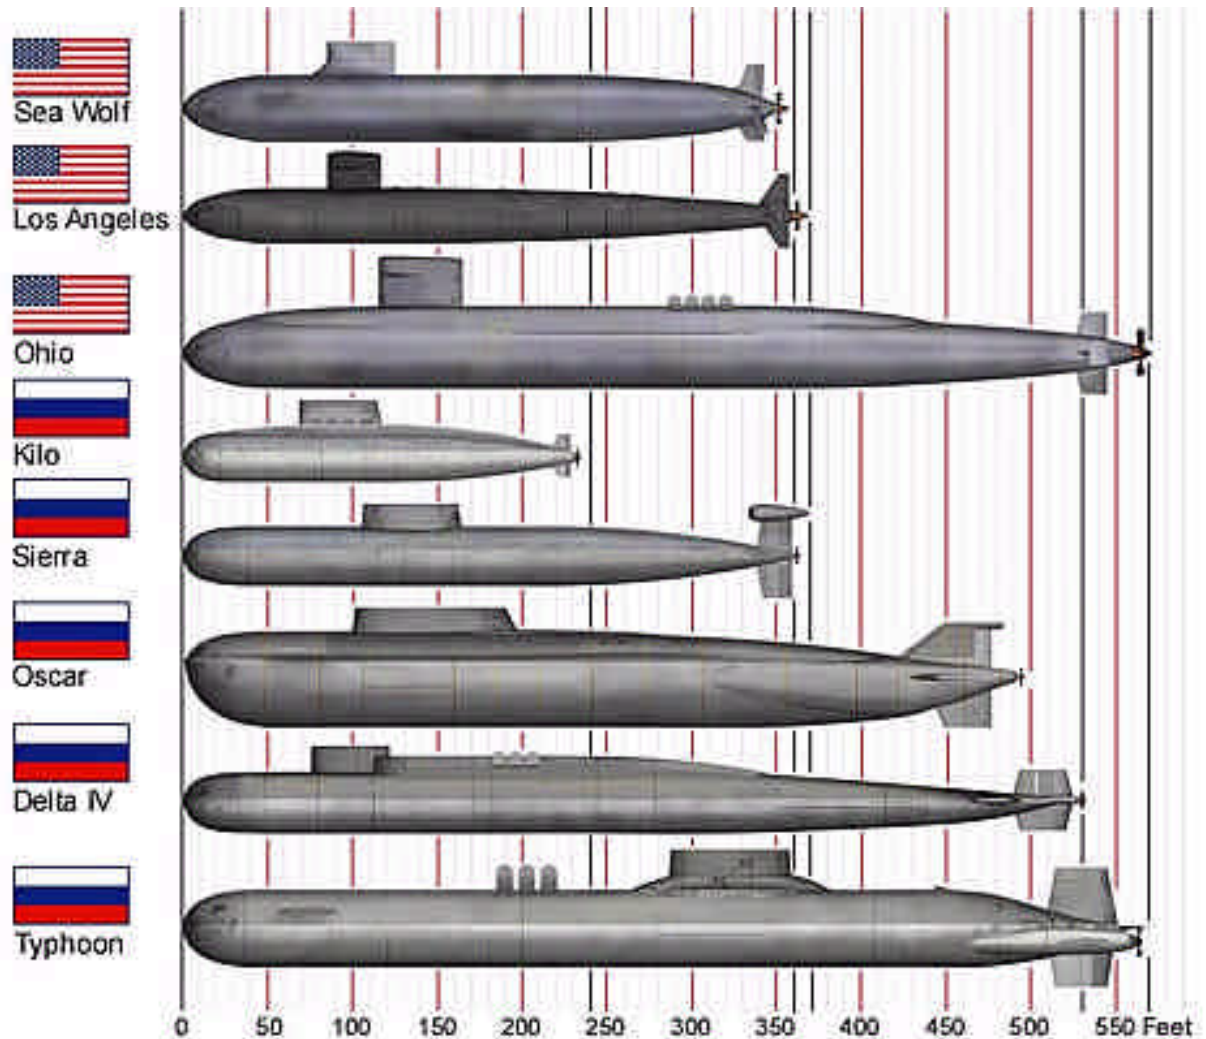 Sea Wolf
Los Angeles
Ohio
Kilo
Sierra
Oscar
Delta IV
Typhoon
0 50 100 150 200 250 300 350 400 450 500 550 Feet